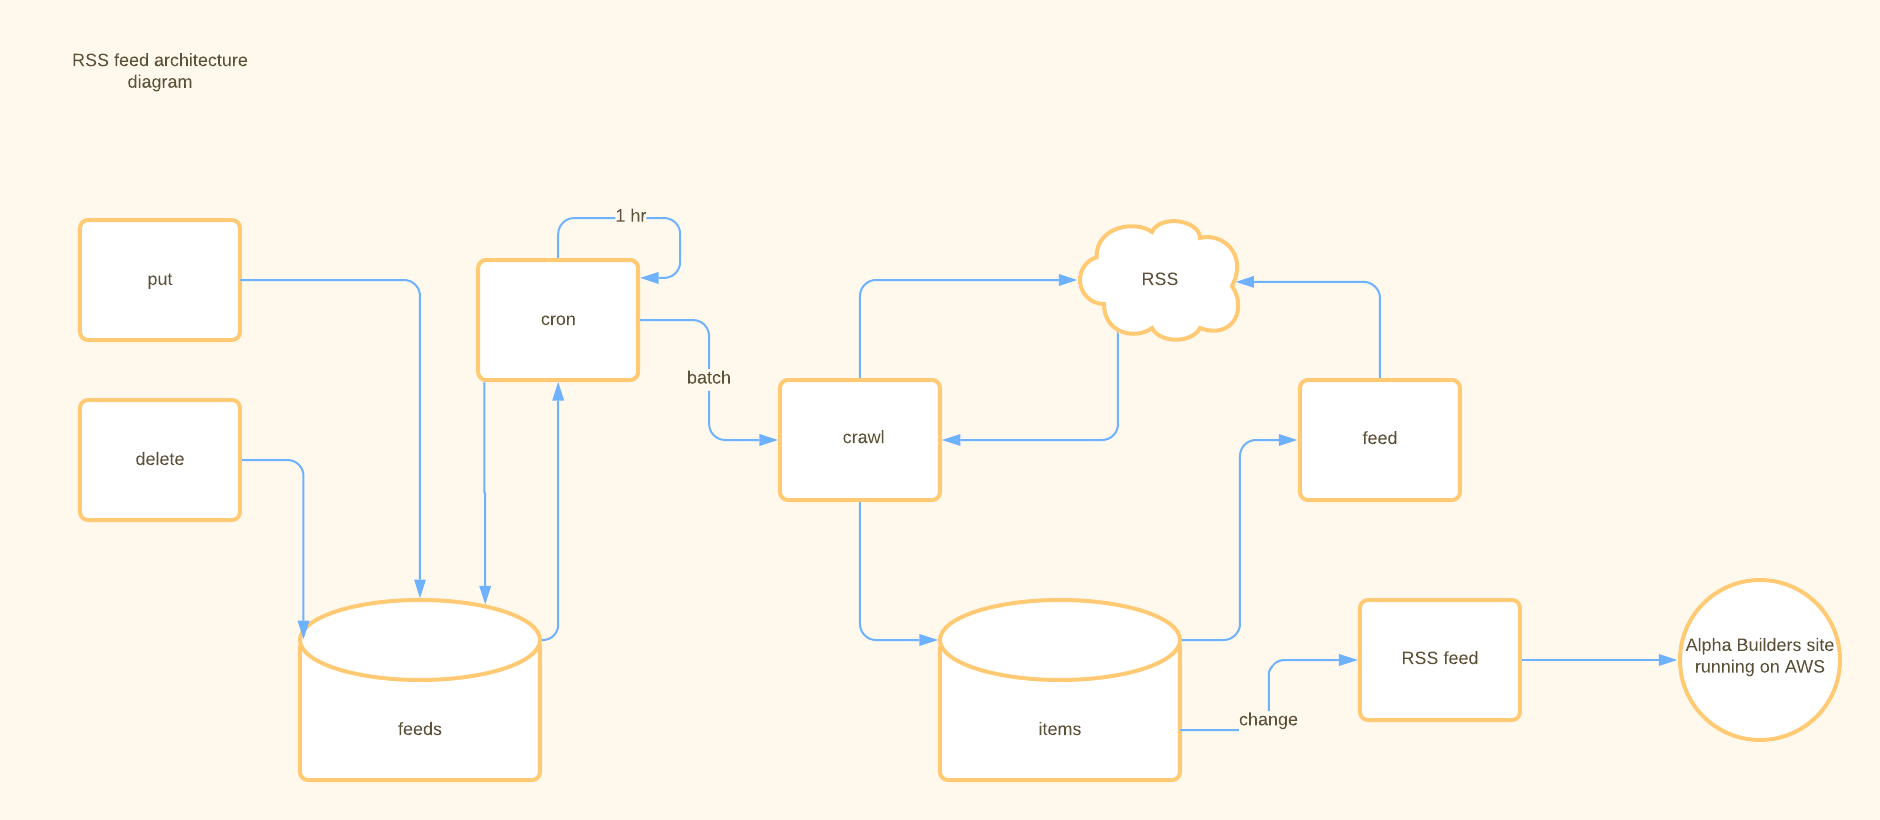 RSS feed architecture
diagram
put
delete
1 hr
cron
batch
crawl
RSS
feed
feeds
items
change
RSS feed
Alpha Builders site
running on AWS